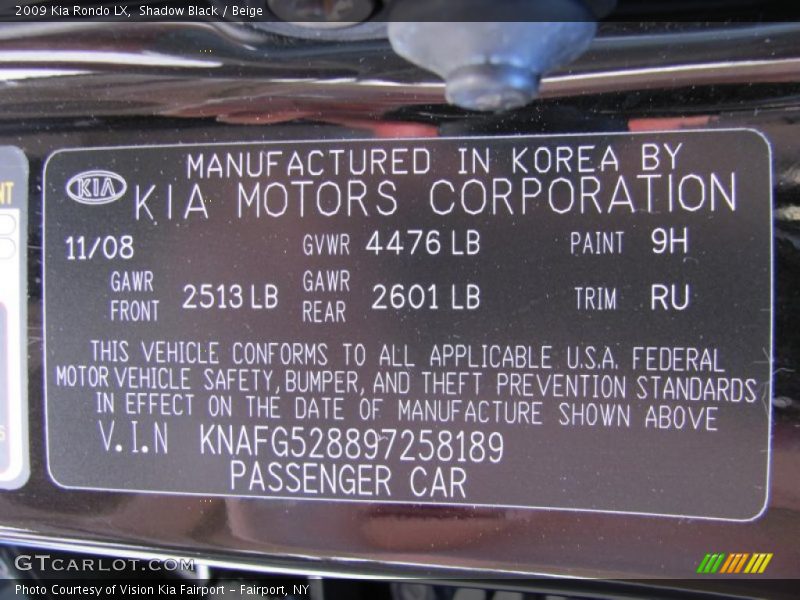 2009 Kia Rondo LX, Shadow Black / Beige
MANUFACTURED IN KOREA BY
KIA KIA MOTORS CORPORATION
11/08 GVWR 4476 LB PAINT 9H
GAWR FRONT 2513 LB GAWR REAR 2601 LB TRIM RU
THIS VEHICLE CONFORMS TO ALL APPLICABLE U.S.A. FEDERAL
MOTOR VEHICLE SAFETY, BUMPER, AND THEFT PREVENTION STANDARDS
IN EFFECT ON THE DATE OF MANUFACTURE SHOWN ABOVE
V.I.N KNAFG528897258189
PASSENGER CAR
NT
S
GTCARLOT.COM
Photo Courtesy of Vision Kia Fairport - Fairport, NY